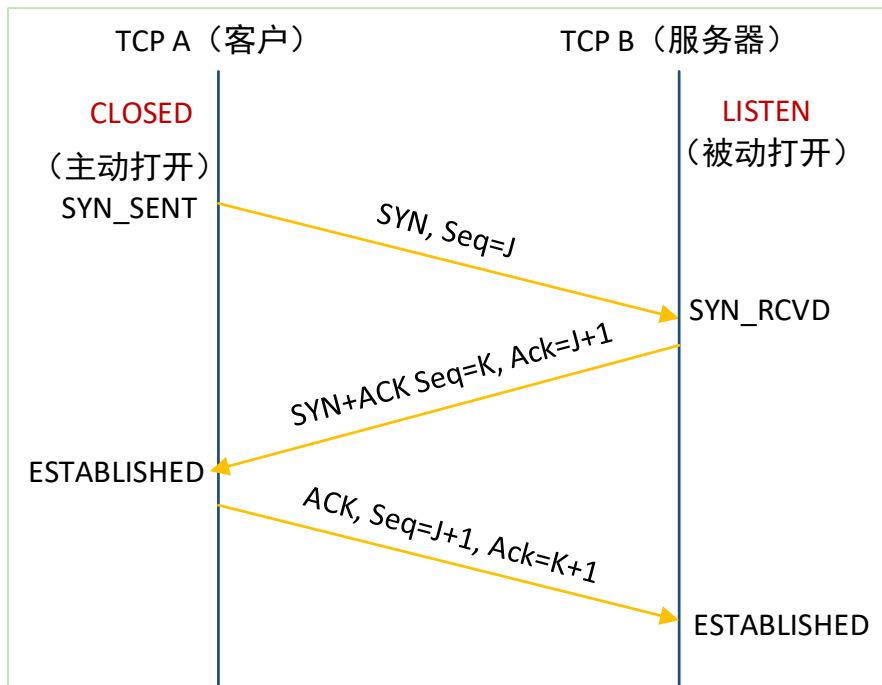 TCP A（客户）
TCP B（服务器）
CLOSED
LISTEN
（主动打开）
（被动打开）
SYN_SENT
SYN, Seq=J
SYN_RCVD
SYN+ACK Seq=K, Ack=J+1
ESTABLISHED
ACK, Seq=J+1, Ack=K+1
ESTABLISHED